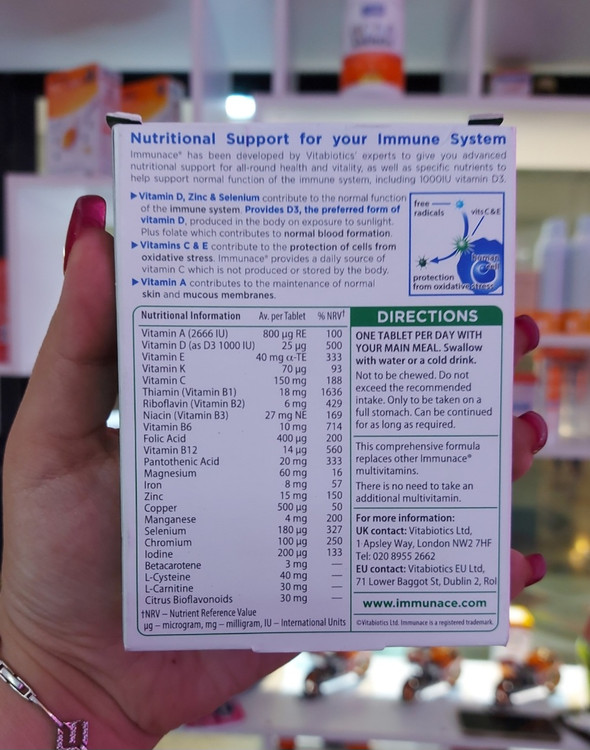 Nutritional Support for your Immune System
Immunace® has been developed by Vitabiotics' experts to give you advanced
nutritional support for all-round health and vitality, as well as specific nutrients to
help support normal function of the immune system, including 1000IU vitamin D3.
▶Vitamin D, Zinc & Selenium contribute to the normal function
of the immune system. Provides D3, the preferred form of
vitamin D, produced in the body on exposure to sunlight.
Plus folate which contributes to normal blood formation.
▶Vitamins C & E contribute to the protection of cells from
oxidative stress. Immunace® provides a daily source of
vitamin C which is not produced or stored by the body.
▶Vitamin A contributes to the maintenance of normal
skin and mucous membranes.
free
radicals
vits C & E
human
cell
protection
from oxidative stress
Nutritional Information Av. per Tablet % NRV†
Vitamin A (2666 IU) 800 µg RE 100
Vitamin D (as D3 1000 IU) 25 µg 500
Vitamin E 40 mg α-TE 333
Vitamin K 70 µg 93
Vitamin C 150 mg 188
Thiamin (Vitamin B1) 18 mg 1636
Riboflavin (Vitamin B2) 6 mg 429
Niacin (Vitamin B3) 27 mg NE 169
Vitamin B6 10 mg 714
Folic Acid 400 µg 200
Vitamin B12 14 µg 560
Pantothenic Acid 20 mg 333
Magnesium 60 mg 16
Iron 8 mg 57
Zinc 15 mg 150
Copper 500 µg 50
Manganese 4 mg 200
Selenium 180 µg 327
Chromium 100 µg 250
Iodine 200 µg 133
Betacarotene 3 mg —
L-Cysteine 40 mg —
L-Carnitine 30 mg —
Citrus Bioflavonoids 30 mg —
†NRV – Nutrient Reference Value
µg – microgram, mg – milligram, IU – International Units
DIRECTIONS
ONE TABLET PER DAY WITH
YOUR MAIN MEAL. Swallow
with water or a cold drink.
Not to be chewed. Do not
exceed the recommended
intake. Only to be taken on a
full stomach. Can be continued
for as long as required.
This comprehensive formula
replaces other Immunace®
multivitamins.
There is no need to take an
additional multivitamin.
For more information:
UK contact: Vitabiotics Ltd,
1 Apsley Way, London NW2 7HF
Tel: 020 8955 2662
EU contact: Vitabiotics EU Ltd,
71 Lower Baggot St, Dublin 2, RoI
www.immunace.com
©Vitabiotics Ltd. Immunace is a registered trademark.